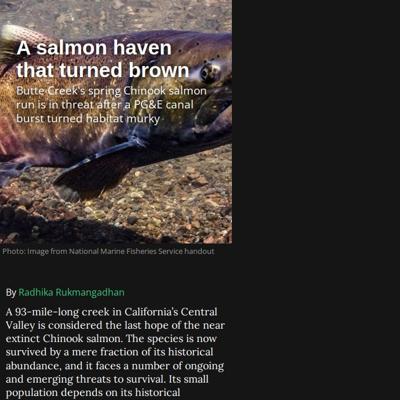 A salmon haven
that turned brown
Butte Creek's spring Chinook salmon
run is in threat after a PG&E canal
burst turned habitat murky
Photo: Image from National Marine Fisheries Service handout
By Radhika Rukmangadhan
A 93-mile-long creek in California's Central
Valley is considered the last hope of the near
extinct Chinook salmon. The species is now
survived by a mere fraction of its historical
abundance, and it faces a number of ongoing
and emerging threats to survival. Its small
population depends on its historical